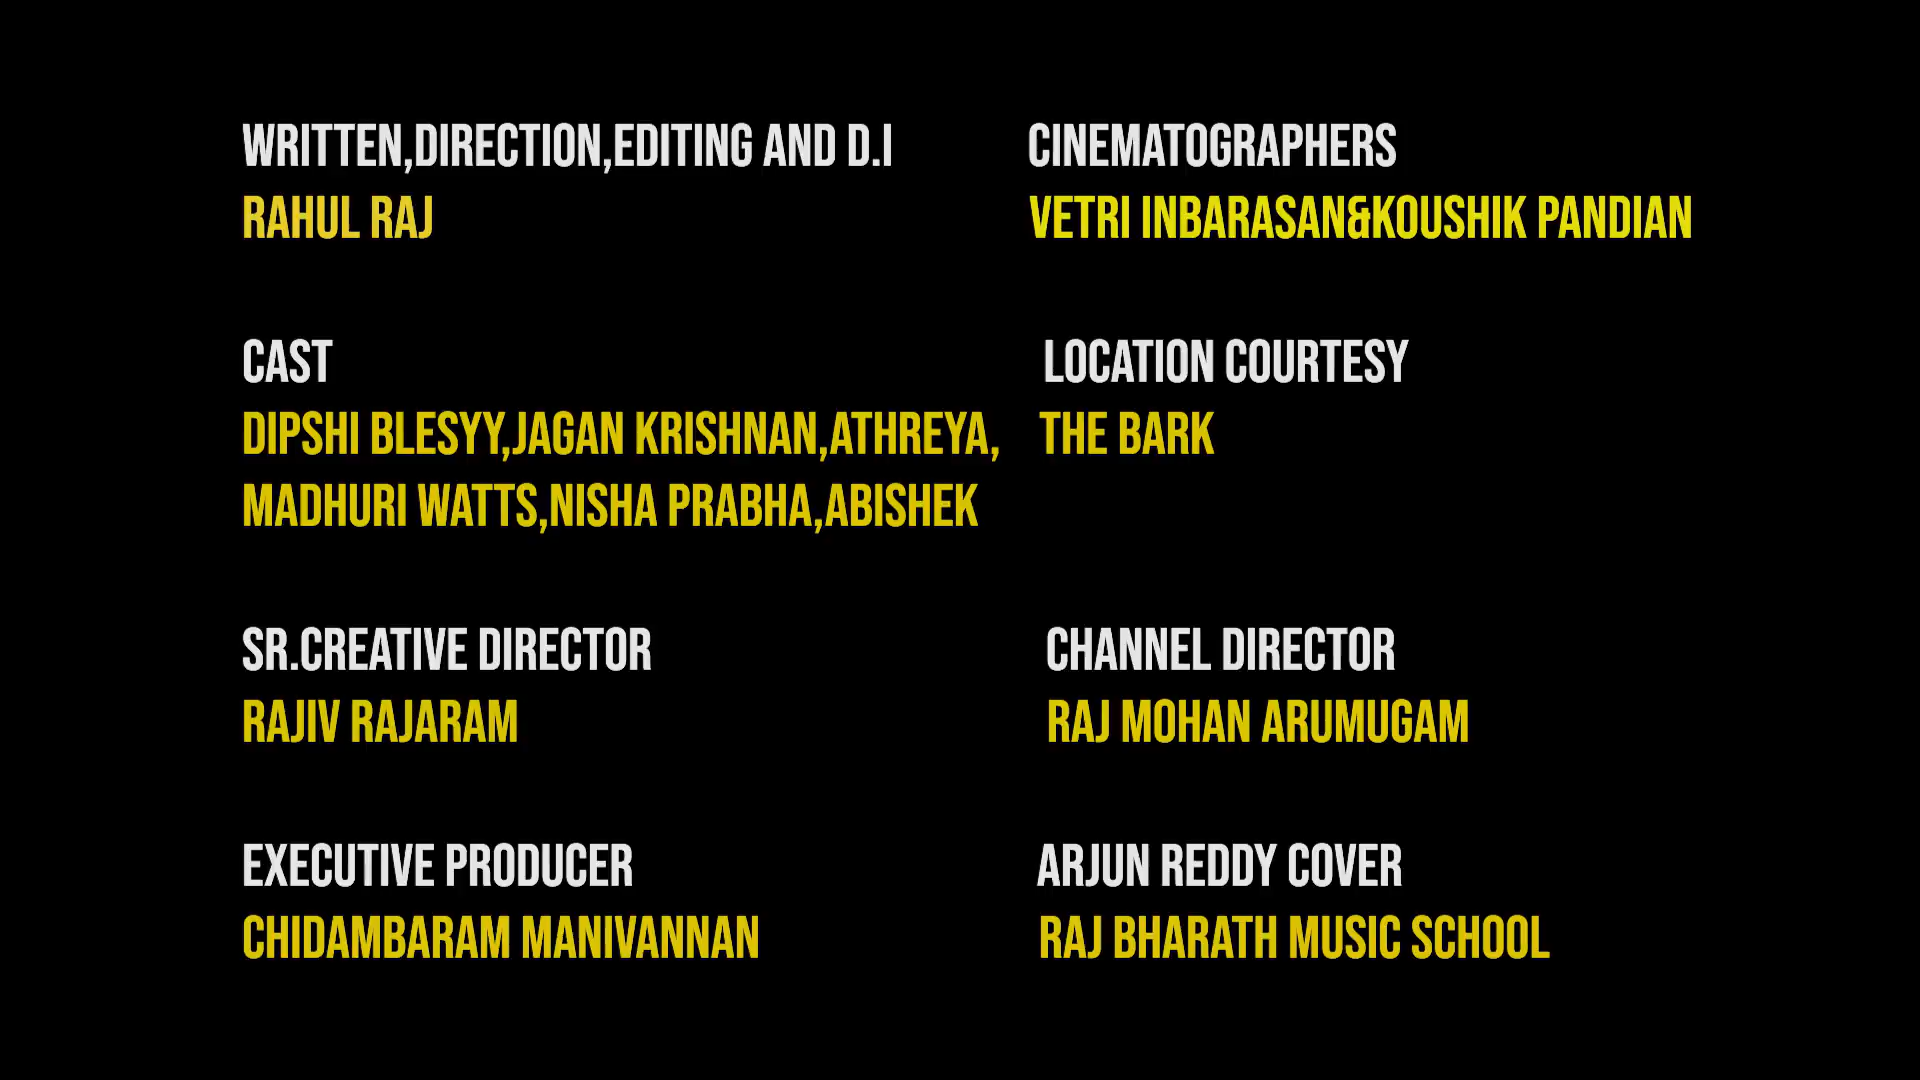 WRITTEN,DIRECTION,EDITING AND D.I
RAHUL RAJ
CINEMATOGRAPHERS
VETRI INBARASAN&KOUSHIK PANDIAN
CAST
DIPSHI BLESYY,JAGAN KRISHNAN,ATHREYA,
MADHURI WATTS,NISHA PRABHA,ABISHEK
LOCATION COURTESY
THE BARK
SR.CREATIVE DIRECTOR
RAJIV RAJARAM
CHANNEL DIRECTOR
RAJ MOHAN ARUMUGAM
EXECUTIVE PRODUCER
CHIDAMBARAM MANIVANNAN
ARJUN REDDY COVER
RAJ BHARATH MUSIC SCHOOL